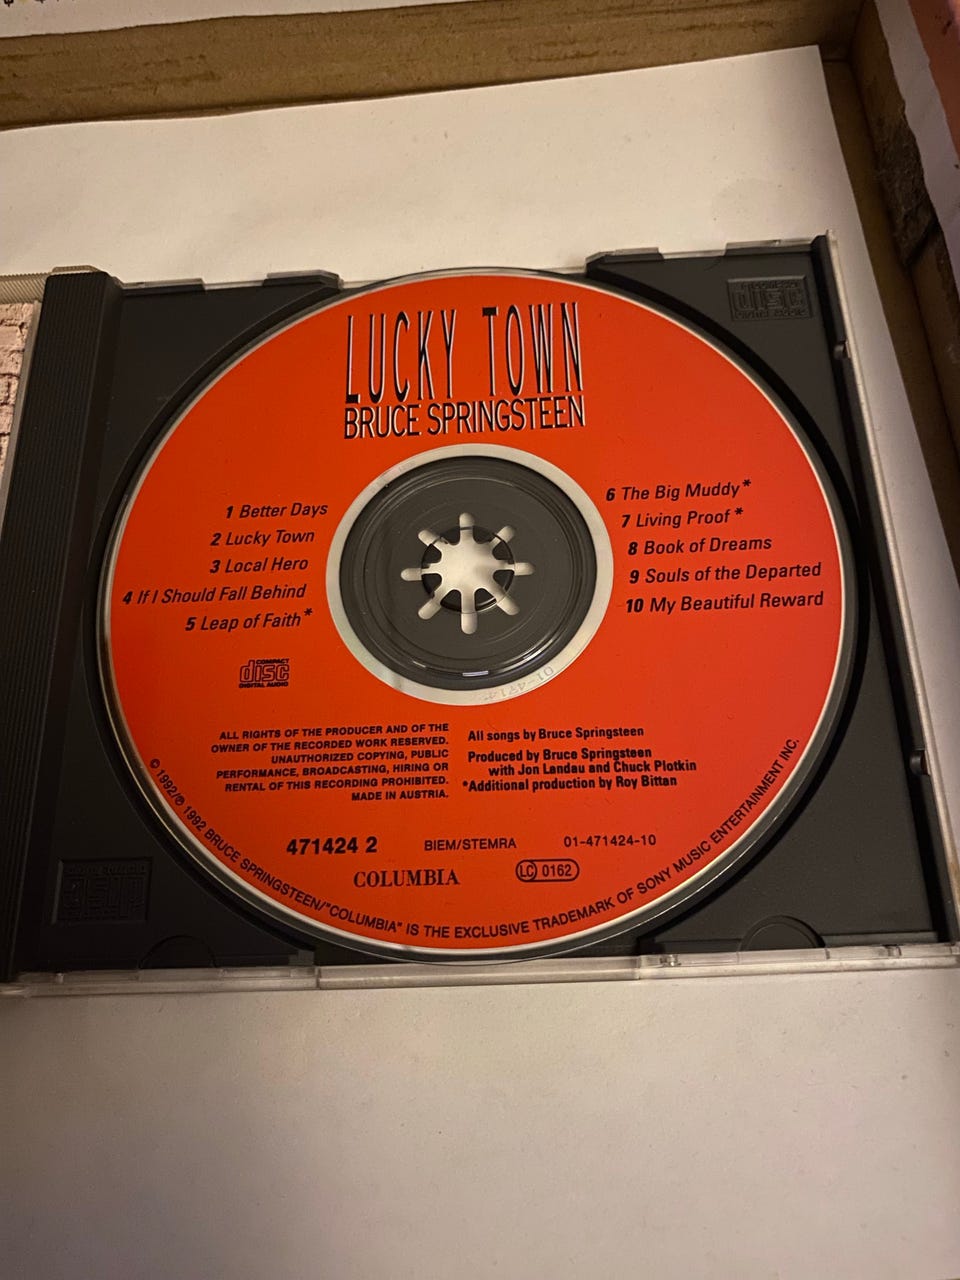 LUCKY TOWN
BRUCE SPRINGSTEEN
1 Better Days
2 Lucky Town
3 Local Hero
4 If I Should Fall Behind
5 Leap of Faith*
6 The Big Muddy*
7 Living Proof*
8 Book of Dreams
9 Souls of the Departed
10 My Beautiful Reward
COMPACT
disc
DIGITAL AUDIO
ALL RIGHTS OF THE PRODUCER AND OF THE
OWNER OF THE RECORDED WORK RESERVED.
UNAUTHORIZED COPYING, PUBLIC
PERFORMANCE, BROADCASTING, HIRING OR
RENTAL OF THIS RECORDING PROHIBITED.
MADE IN AUSTRIA.
All songs by Bruce Springsteen
Produced by Bruce Springsteen
with Jon Landau and Chuck Plotkin
*Additional production by Roy Bittan
471424 2
BIEM/STEMRA
01-471424-10
COLUMBIA
LC 0162
© 1992/℗ 1992 BRUCE SPRINGSTEEN/"COLUMBIA" IS THE EXCLUSIVE TRADEMARK OF SONY MUSIC ENTERTAINMENT INC.
COMPACT
disc
DIGITAL AUDIO